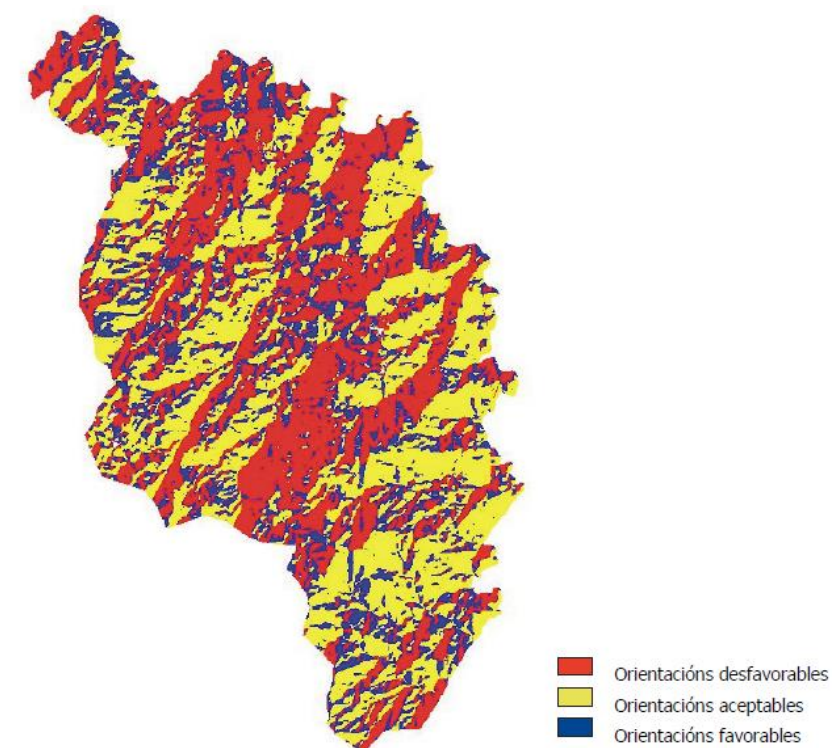 Orientacións desfavorables
Orientacións aceptables
Orientacións favorables